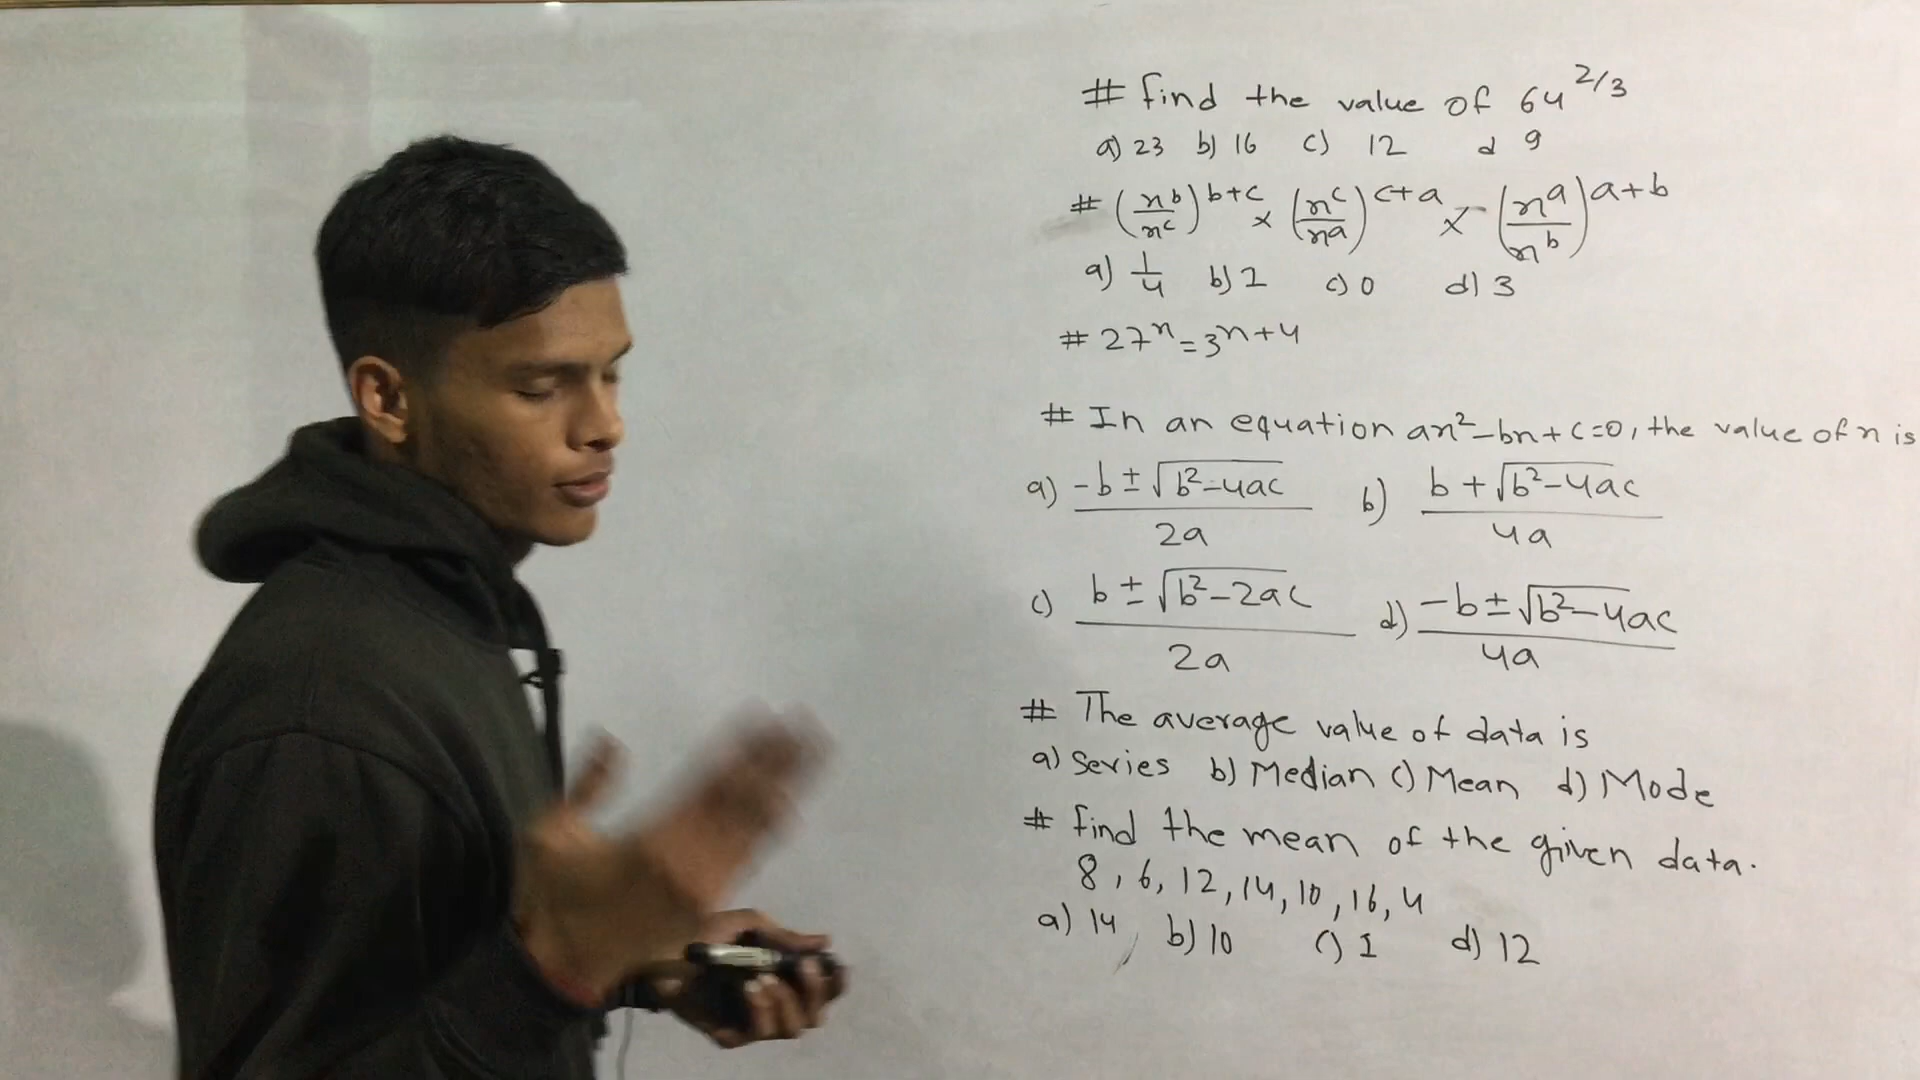 # find the value of 64^2/3
a) 23 b) 16 c) 12 d 9
# (x^b/x^c)^b+c × (x^c/x^a)^c+a × (x^a/x^b)^a+b
a) 1/4 b) 1 c) 0 d) 3
# 27^x = 3^x+4
# In an equation ax²-bx+c=0, the value of x is
a) -b ± √b²-4ac / 2a b) b + √b²-4ac / 4a
c) b ± √b²-2ac / 2a d) -b ± √b²-4ac / 4a
# The average value of data is
a) Series b) Median c) Mean d) Mode
# find the mean of the given data.
8, 6, 12, 14, 10, 16, 4
a) 14 b) 10 c) 1 d) 12